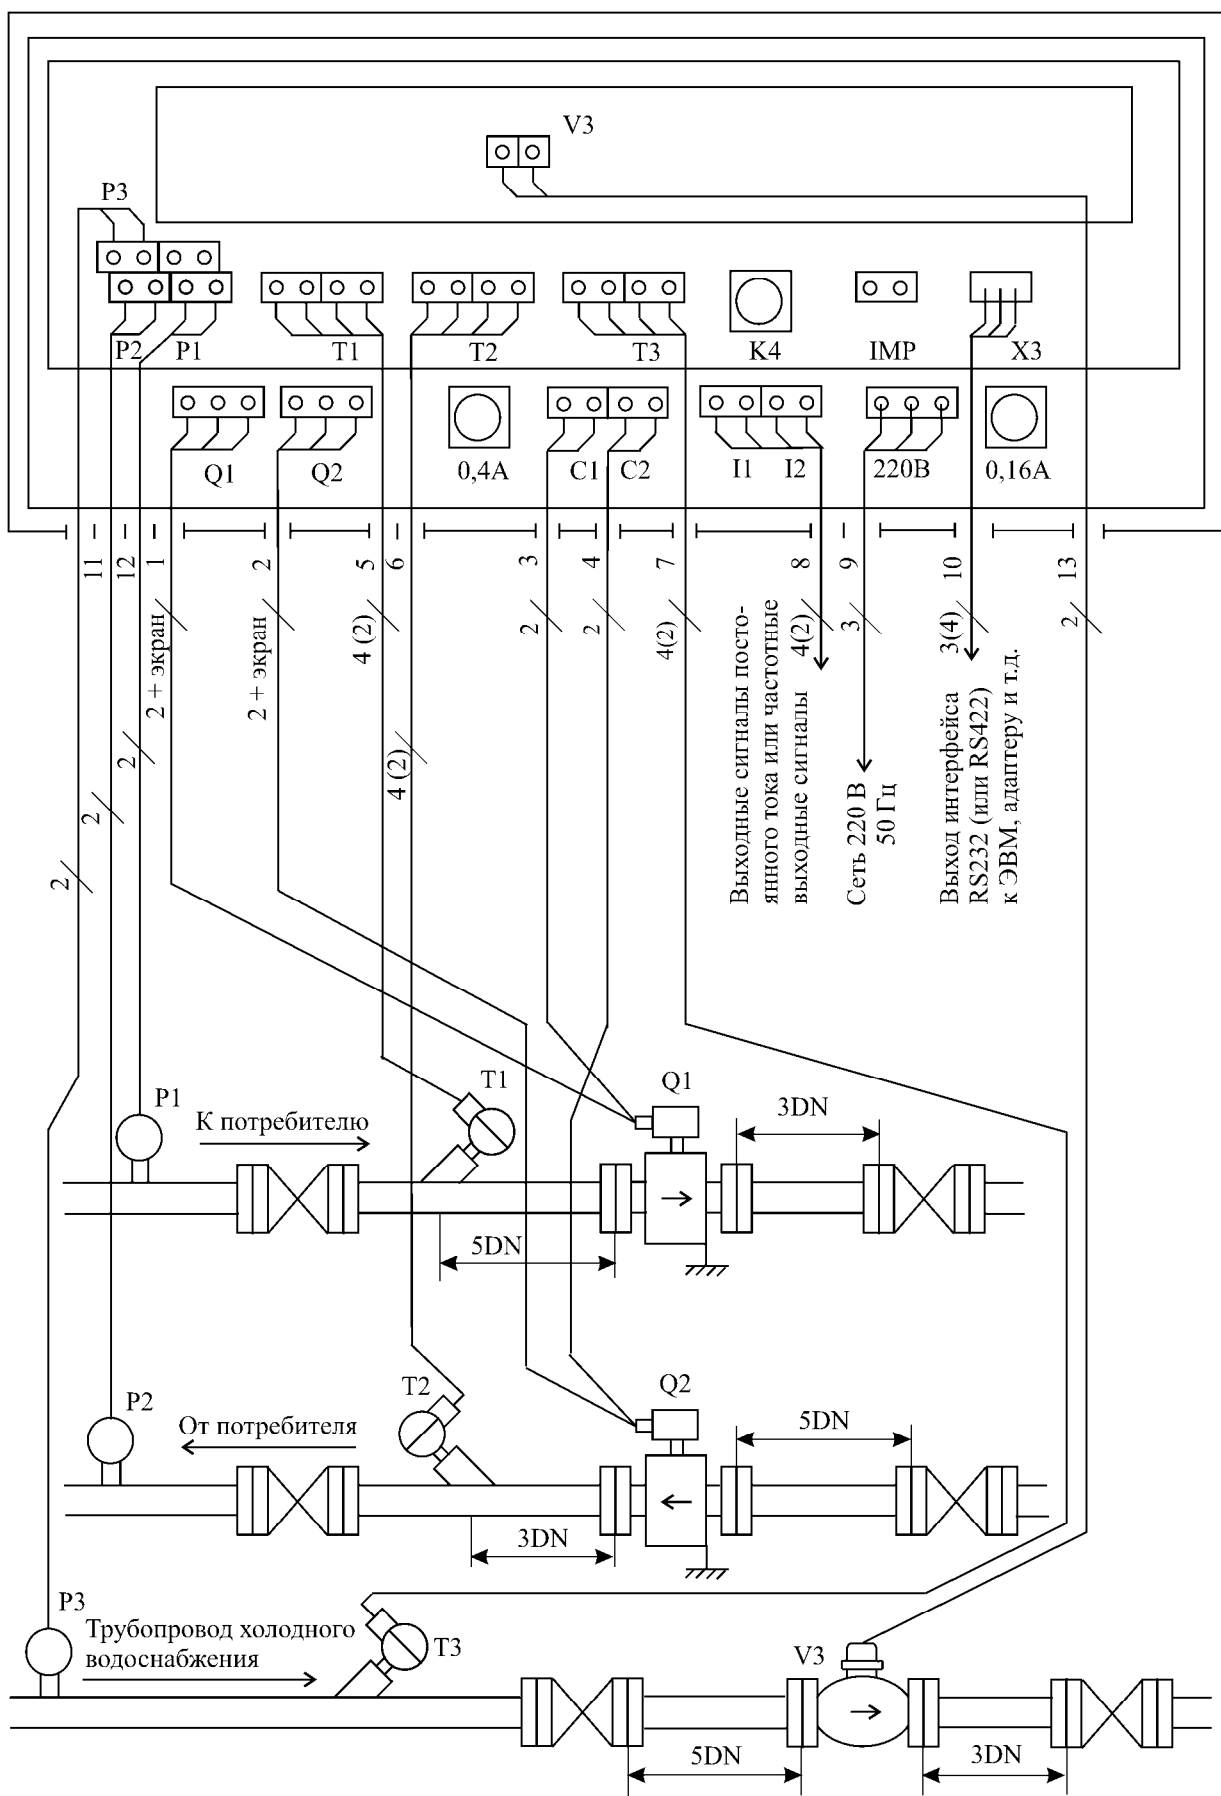 V3
P3
P2
P1
T1
T2
T3
K4
IMP
X3
Q1
Q2
0,4А
C1
C2
I1
I2
220В
0,16А
11
12
1
2
5
6
3
4
7
8
9
10
13
2 + экран
2 + экран
4 (2)
4 (2)
2
2
4(2)
4(2)
3
3(4)
2
2
2
2
Выходные сигналы посто-
янного тока или частотные
выходные сигналы
Сеть 220 В
50 Гц
Выход интерфейса
RS232 (или RS422)
к ЭВМ, адаптеру и т.д.
P1
К потребителю
T1
Q1
3DN
5DN
P2
От потребителя
T2
Q2
5DN
3DN
P3
Трубопровод холодного
водоснабжения
T3
V3
5DN
3DN